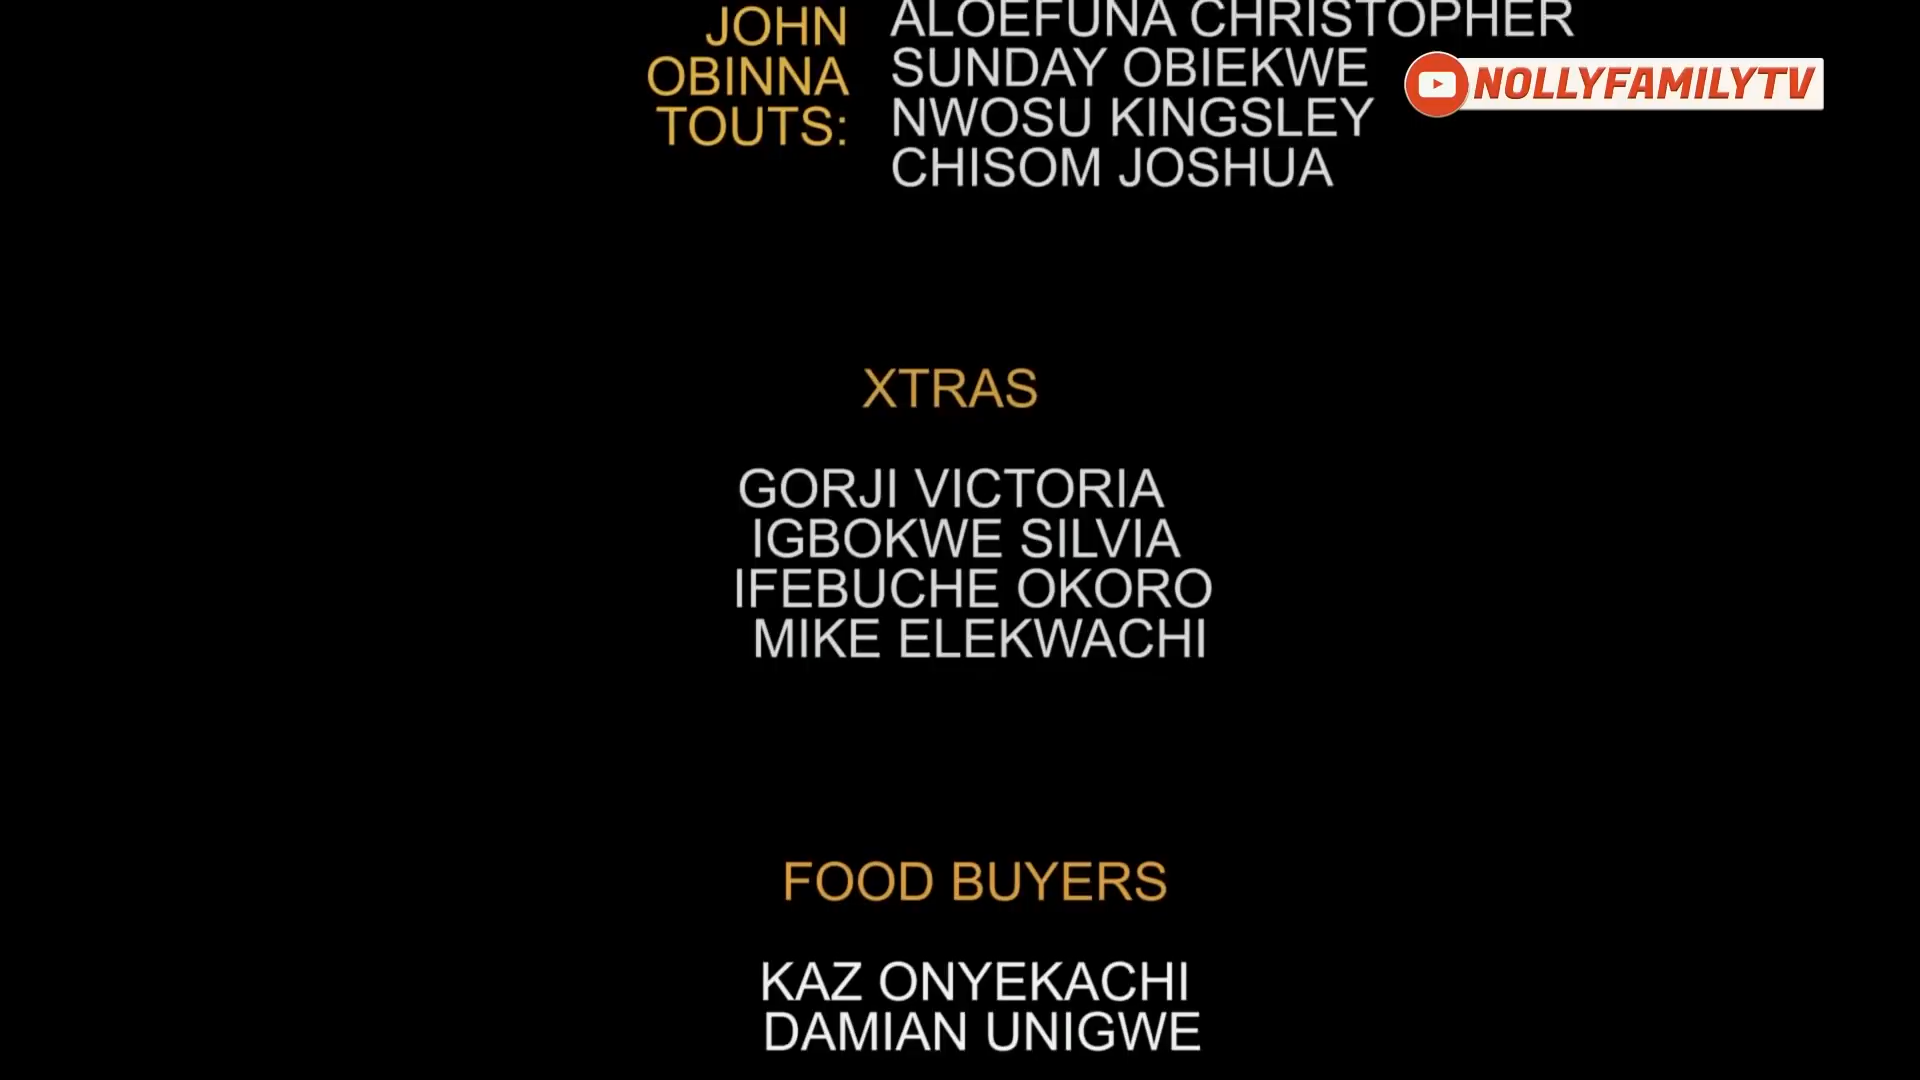 JOHN ALOEFUNA CHRISTOPHER
OBINNA SUNDAY OBIEKWE
TOUTS: NWOSU KINGSLEY
CHISOM JOSHUA
NOLLYFAMILYTV
XTRAS
GORJI VICTORIA
IGBOKWE SILVIA
IFEBUCHE OKORO
MIKE ELEKWACHI
FOOD BUYERS
KAZ ONYEKACHI
DAMIAN UNIGWE